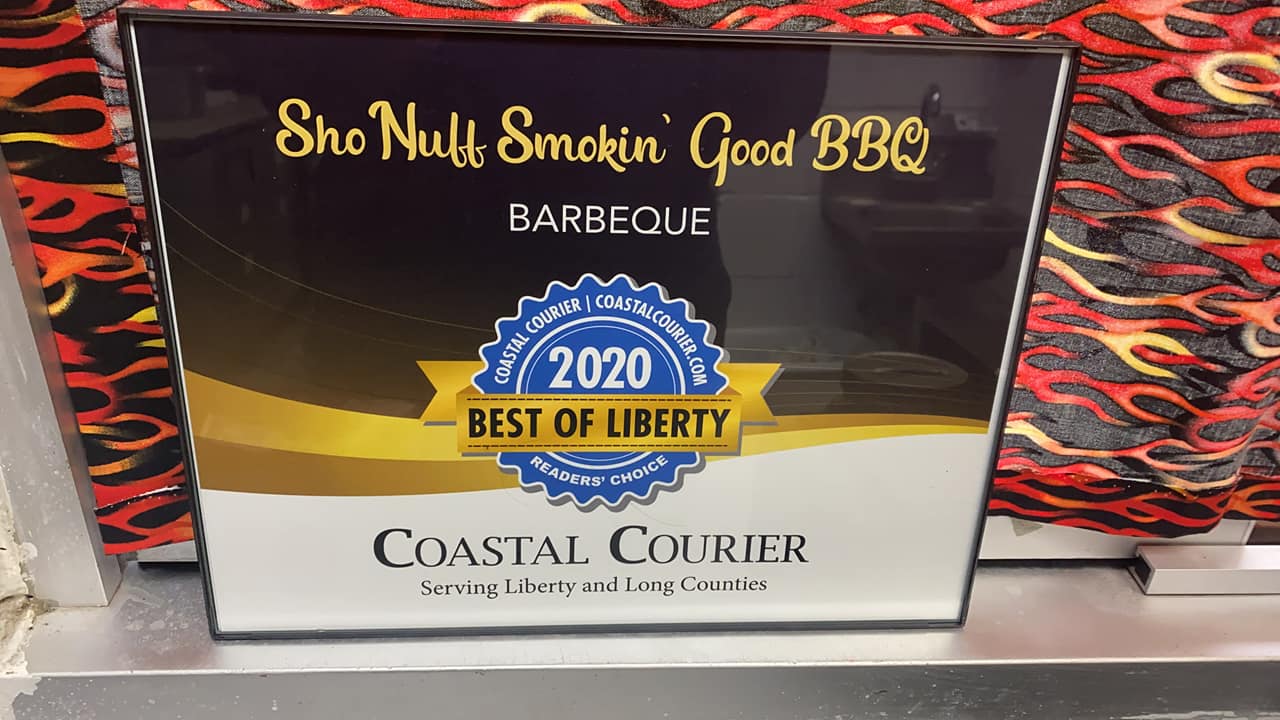 Sho Nuff Smokin' Good BBQ
BARBEQUE
COASTAL COURIER | COASTALCOURIER.COM
2020
BEST OF LIBERTY
READERS' CHOICE
COASTAL COURIER
Serving Liberty and Long Counties